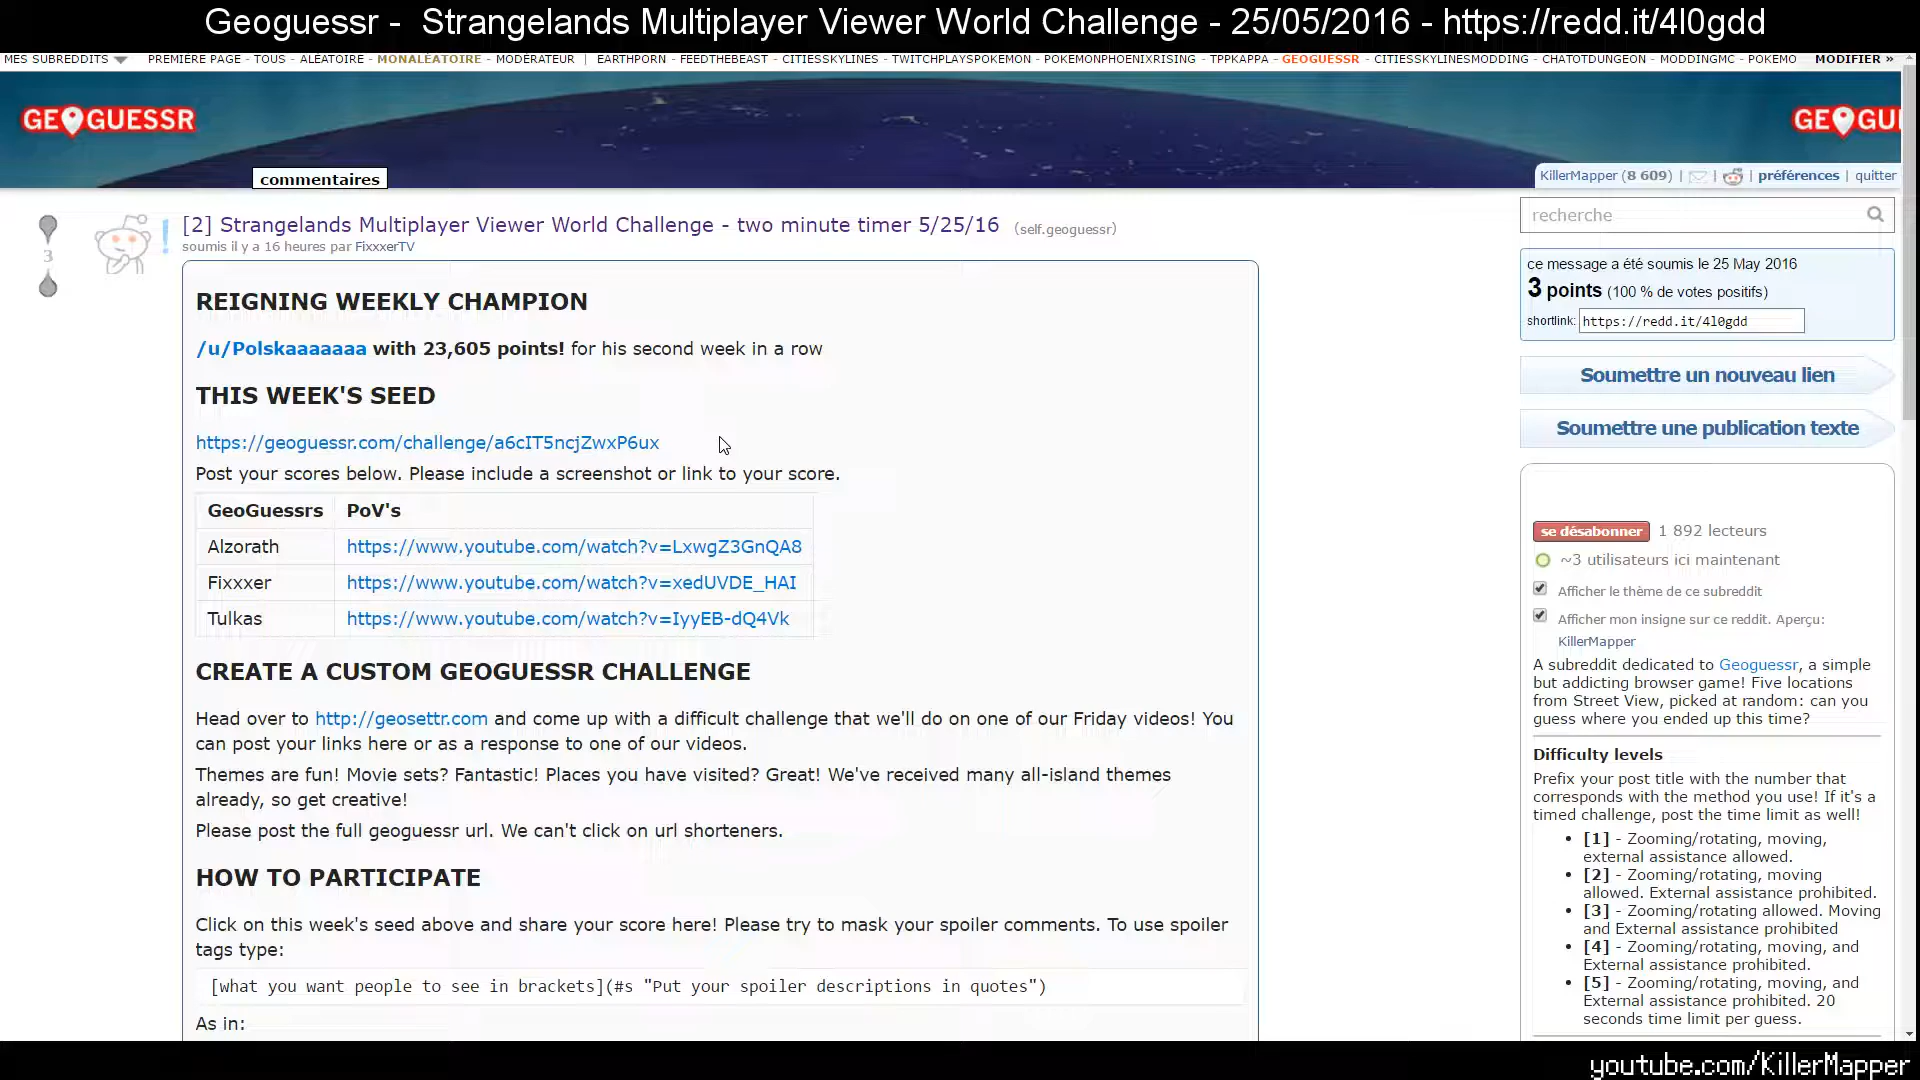 Geoguessr -  Strangelands Multiplayer Viewer World Challenge - 25/05/2016 - https://redd.it/4l0gdd
MES SUBREDDITS PREMIÈRE PAGE - TOUS - ALÉATOIRE - MONALÉATOIRE - MODÉRATEUR | EARTHPORN - FEEDTHEBEAST - CITIESSKYLINES - TWITCHPLAYSPOKEMON - POKEMONPHOENIXRISING - TPPKAPPA - GEOGUESSR - CITIESSKYLINESMODDING - CHATOTDUNGEON - MODDINGMC - POKEMO MODIFIER »
GEOGUESSR
GEOGU
commentaires
KillerMapper (8 609) | | | préférences | quitter
[2] Strangelands Multiplayer Viewer World Challenge - two minute timer 5/25/16 (self.geoguessr)
soumis il y a 16 heures par FixxxerTV
3
REIGNING WEEKLY CHAMPION
/u/Polskaaaaaaa with 23,605 points! for his second week in a row
THIS WEEK'S SEED
https://geoguessr.com/challenge/a6cIT5ncjZwxP6ux
Post your scores below. Please include a screenshot or link to your score.
GeoGuessrs PoV's
Alzorath https://www.youtube.com/watch?v=LxwgZ3GnQA8
Fixxxer https://www.youtube.com/watch?v=xedUVDE_HAI
Tulkas https://www.youtube.com/watch?v=IyyEB-dQ4Vk
CREATE A CUSTOM GEOGUESSR CHALLENGE
Head over to http://geosettr.com and come up with a difficult challenge that we'll do on one of our Friday videos! You
can post your links here or as a response to one of our videos.
Themes are fun! Movie sets? Fantastic! Places you have visited? Great! We've received many all-island themes
already, so get creative!
Please post the full geoguessr url. We can't click on url shorteners.
HOW TO PARTICIPATE
Click on this week's seed above and share your score here! Please try to mask your spoiler comments. To use spoiler
tags type:
[what you want people to see in brackets](#s "Put your spoiler descriptions in quotes")
As in:
recherche
ce message a été soumis le 25 May 2016
3 points (100 % de votes positifs)
shortlink: https://redd.it/4l0gdd
Soumettre un nouveau lien
Soumettre une publication texte
se désabonner 1 892 lecteurs
~3 utilisateurs ici maintenant
Afficher le thème de ce subreddit
Afficher mon insigne sur ce reddit. Aperçu:
KillerMapper
A subreddit dedicated to Geoguessr, a simple
but addicting browser game! Five locations
from Street View, picked at random: can you
guess where you ended up this time?
Difficulty levels
Prefix your post title with the number that
corresponds with the method you use! If it's a
timed challenge, post the time limit as well!
• [1] - Zooming/rotating, moving,
external assistance allowed.
• [2] - Zooming/rotating, moving
allowed. External assistance prohibited.
• [3] - Zooming/rotating allowed. Moving
and External assistance prohibited
• [4] - Zooming/rotating, moving, and
External assistance prohibited.
• [5] - Zooming/rotating, moving, and
External assistance prohibited. 20
seconds time limit per guess.
youtube.com/KillerMapper